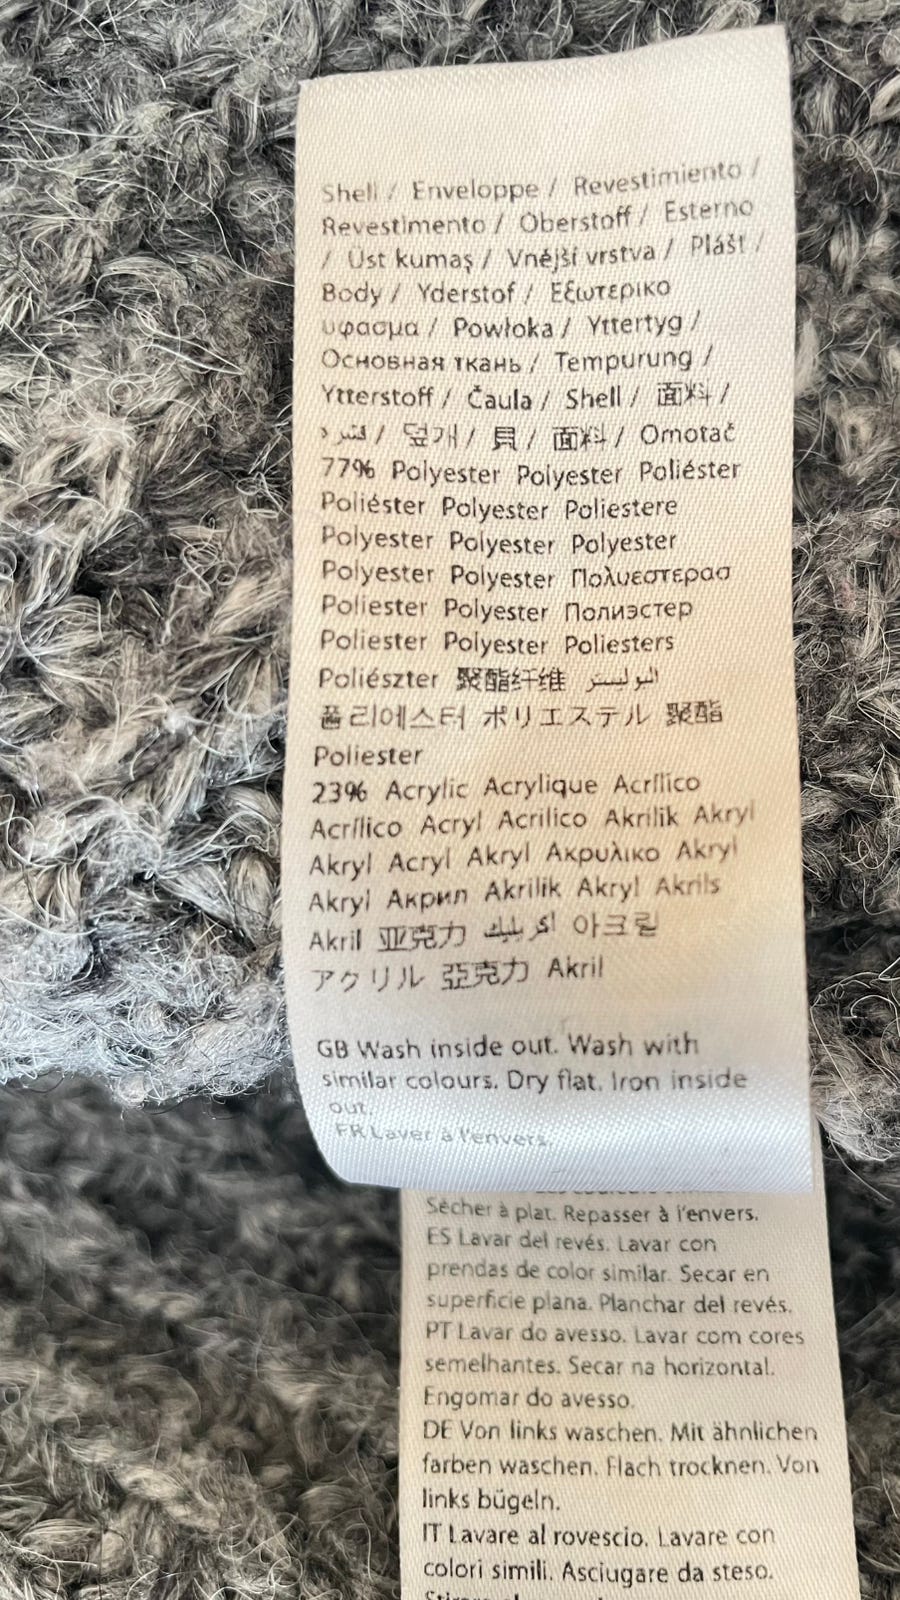 Shell / Enveloppe / Revestimiento /
Revestimento / Oberstoff / Esterno
/ Üst kumaş / Vnější vrstva / Plášť /
Body / Yderstof / Εξωτερικο
υφασμα / Powłoka / Yttertyg /
Основная ткань / Tempurung /
Ytterstoff / Čaula / Shell / 面料 /
قشره / 덮개 / 貝 / 面料 / Omotač
77% Polyester Polyester Poliéster
Poliéster Polyester Poliestere
Polyester Polyester Polyester
Polyester Polyester Πολυεστερασ
Poliester Polyester Полиэстер
Poliester Polyester Poliesters
Poliészter 聚酯纤维 البوليستر
폴리에스터 ポリエステル 聚酯
Poliester
23% Acrylic Acrylique Acrílico
Acrílico Acryl Acrilico Akrilik Akryl
Akryl Acryl Akryl Ακρυλικο Akryl
Akryl Акрил Akrilik Akryl Akrils
Akril 亚克力 أكريليك 아크릴
アクリル 亞克力 Akril
GB Wash inside out. Wash with
similar colours. Dry flat. Iron inside
out.
FR Laver à l'envers.
Sécher à plat. Repasser à l'envers.
ES Lavar del revés. Lavar con
prendas de color similar. Secar en
superficie plana. Planchar del revés.
PT Lavar do avesso. Lavar com cores
semelhantes. Secar na horizontal.
Engomar do avesso.
DE Von links waschen. Mit ähnlichen
farben waschen. Flach trocknen. Von
links bügeln.
IT Lavare al rovescio. Lavare con
colori simili. Asciugare da steso.